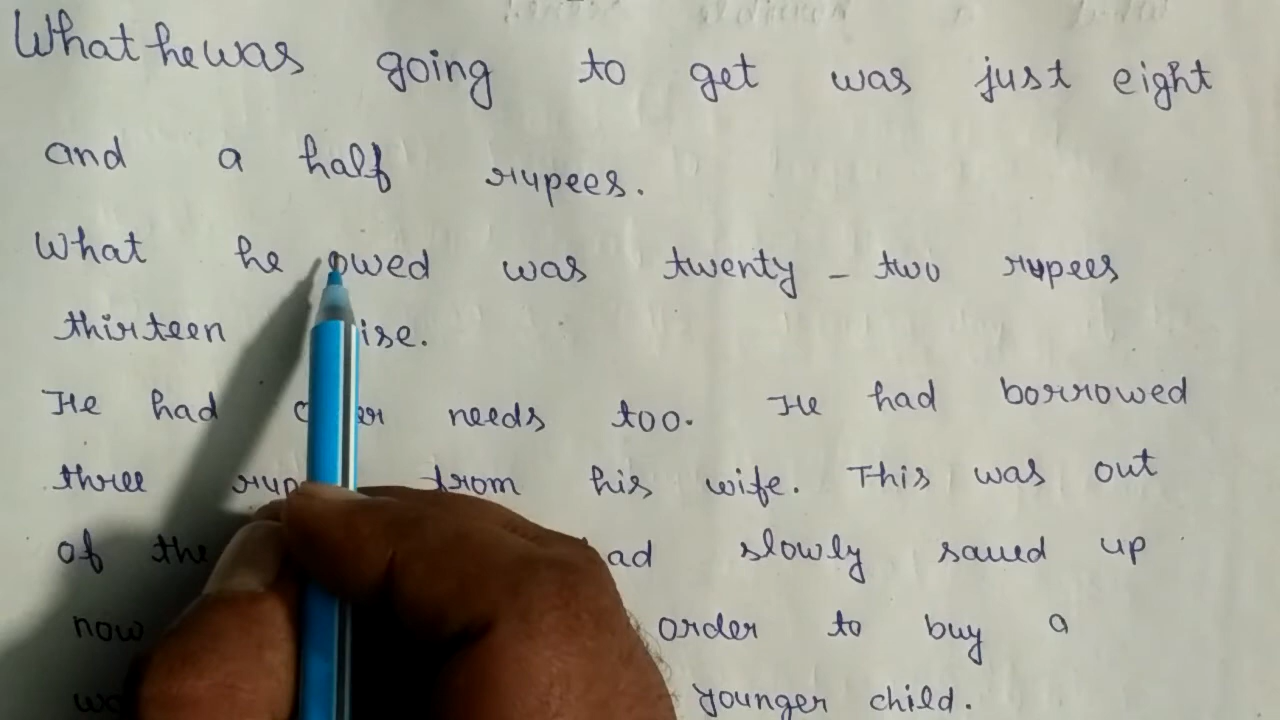 What he was going to get was just eight
and a half rupees.
What he owed was twenty - two rupees
thirteen
He had needs too. He had borrowed
three from his wife. This was out
of the slowly saved up
now order to buy a
younger child.